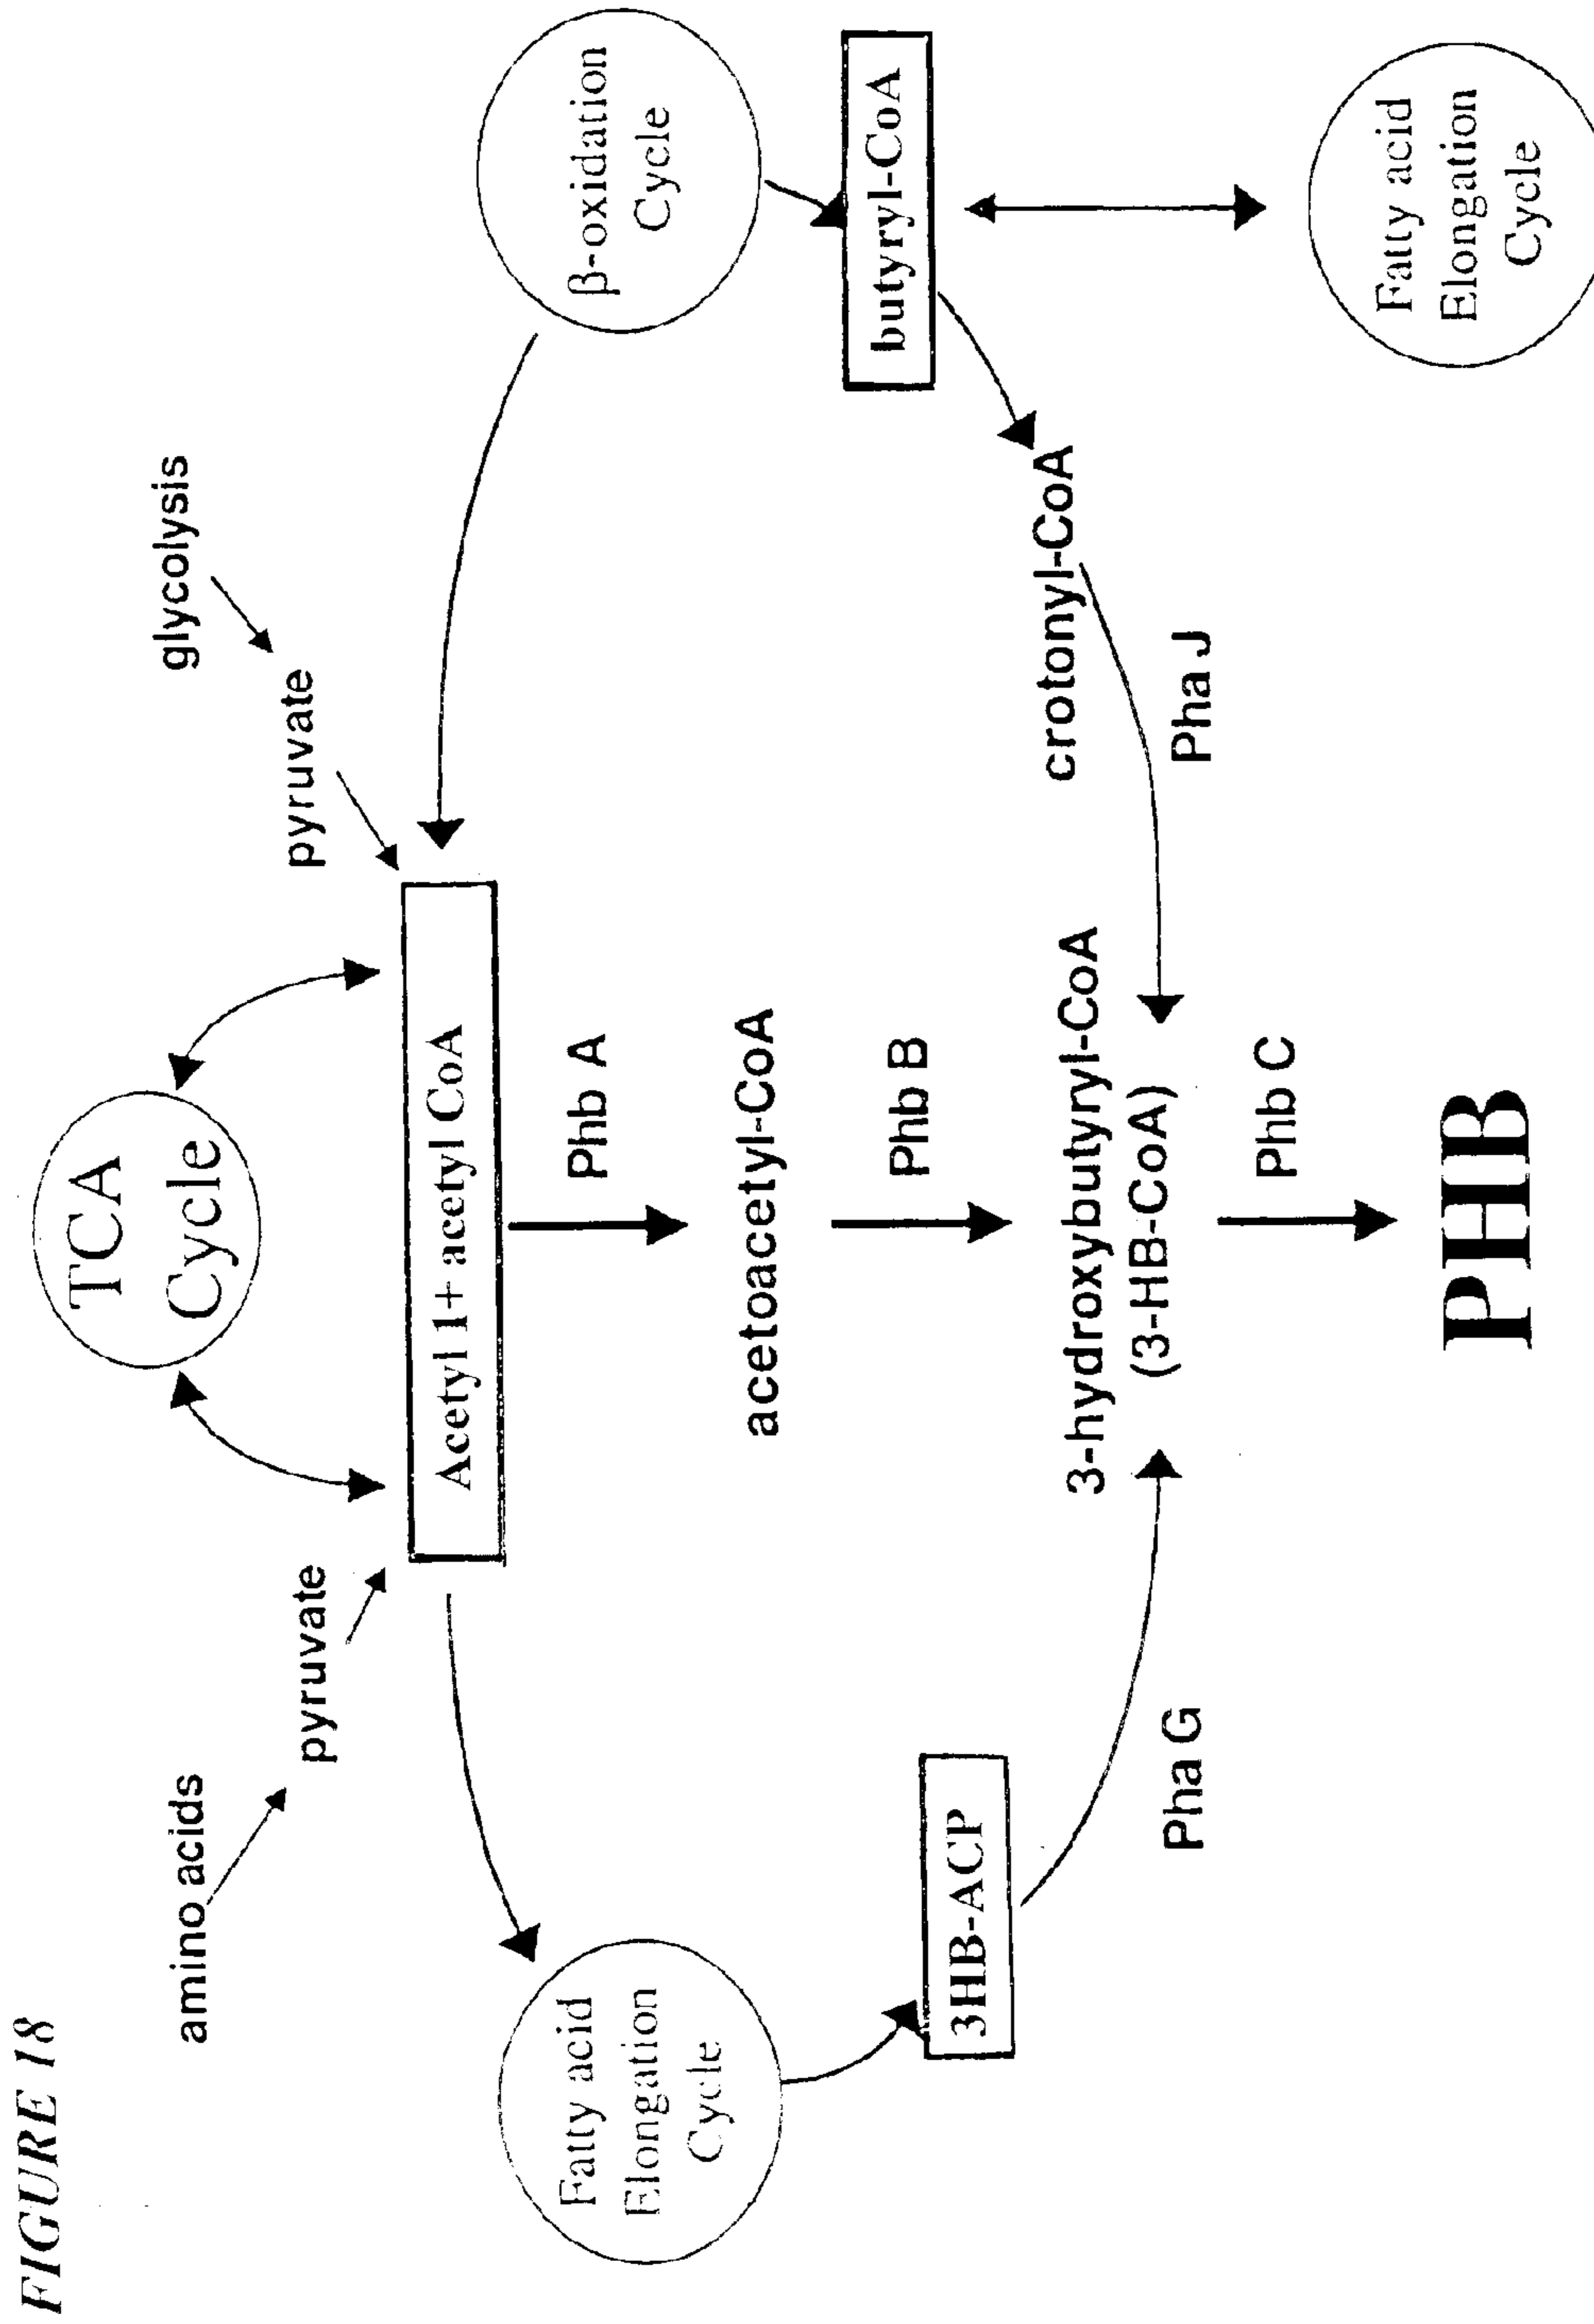 FIGURE 18
TCA
Cycle
amino acids
pyruvate
glycolysis
pyruvate
Acetyl 1+ acetyl CoA
Fatty acid
Elongation
Cycle
β-oxidation
Cycle
Phb A
acetoacetyl-CoA
Phb B
3HB-ACP
butyryl-CoA
Pha G
3-hydroxybutyryl-CoA
(3-HB-CoA)
crotonyl-CoA
Pha J
Phb C
PHB
Fatty acid
Elongation
Cycle